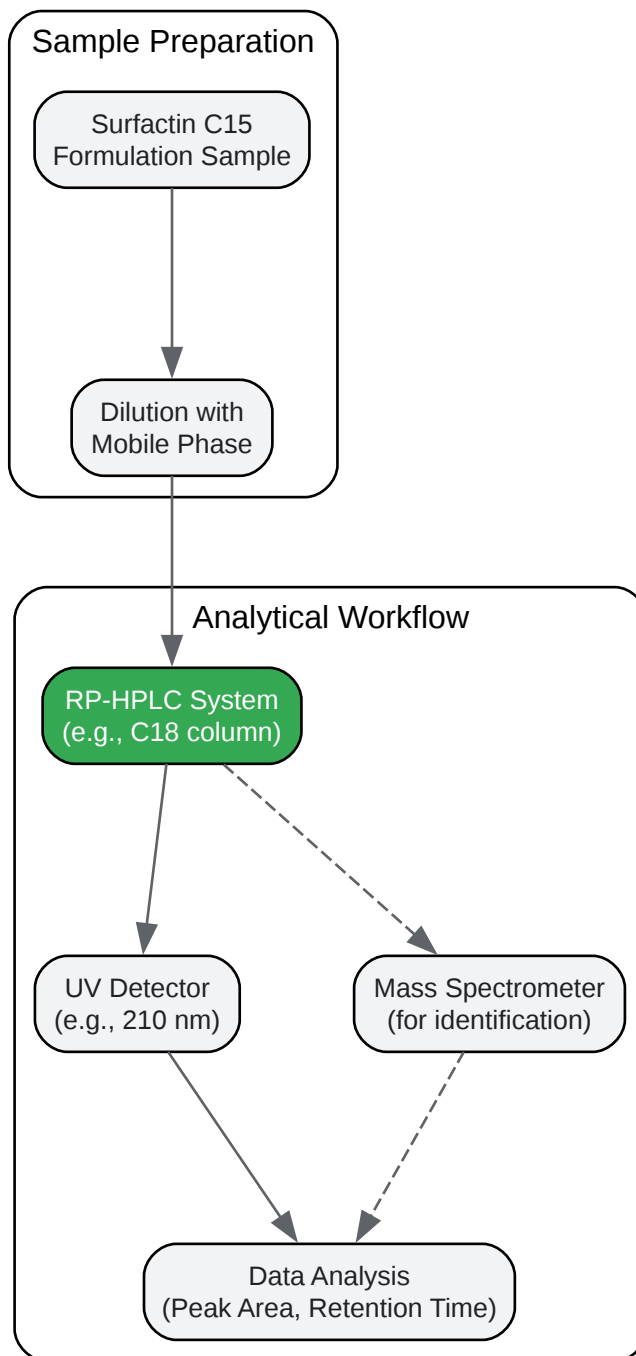 Sample Preparation
Surfactin C15
Formulation Sample
Dilution with
Mobile Phase
Analytical Workflow
RP-HPLC System
(e.g., C18 column)
UV Detector
(e.g., 210 nm)
Mass Spectrometer
(for identification)
Data Analysis
(Peak Area, Retention Time)